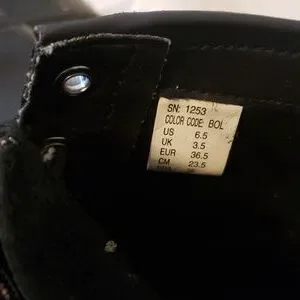 SN: 1253
COLOR CODE: BOL
US 6.5
UK 3.5
EUR 36.5
CM 23.5